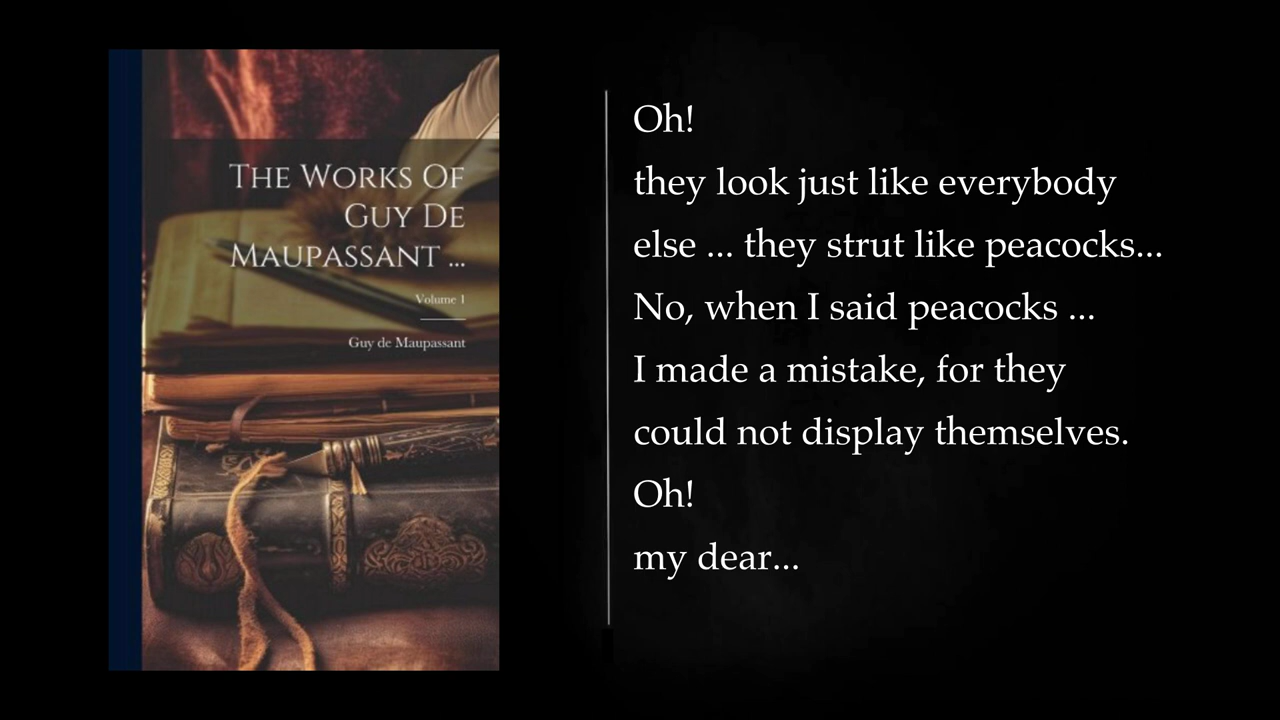 The Works Of
Guy De
Maupassant ...
Volume 1
Guy de Maupassant
Oh!
they look just like everybody
else ... they strut like peacocks...
No, when I said peacocks ...
I made a mistake, for they
could not display themselves.
Oh!
my dear...